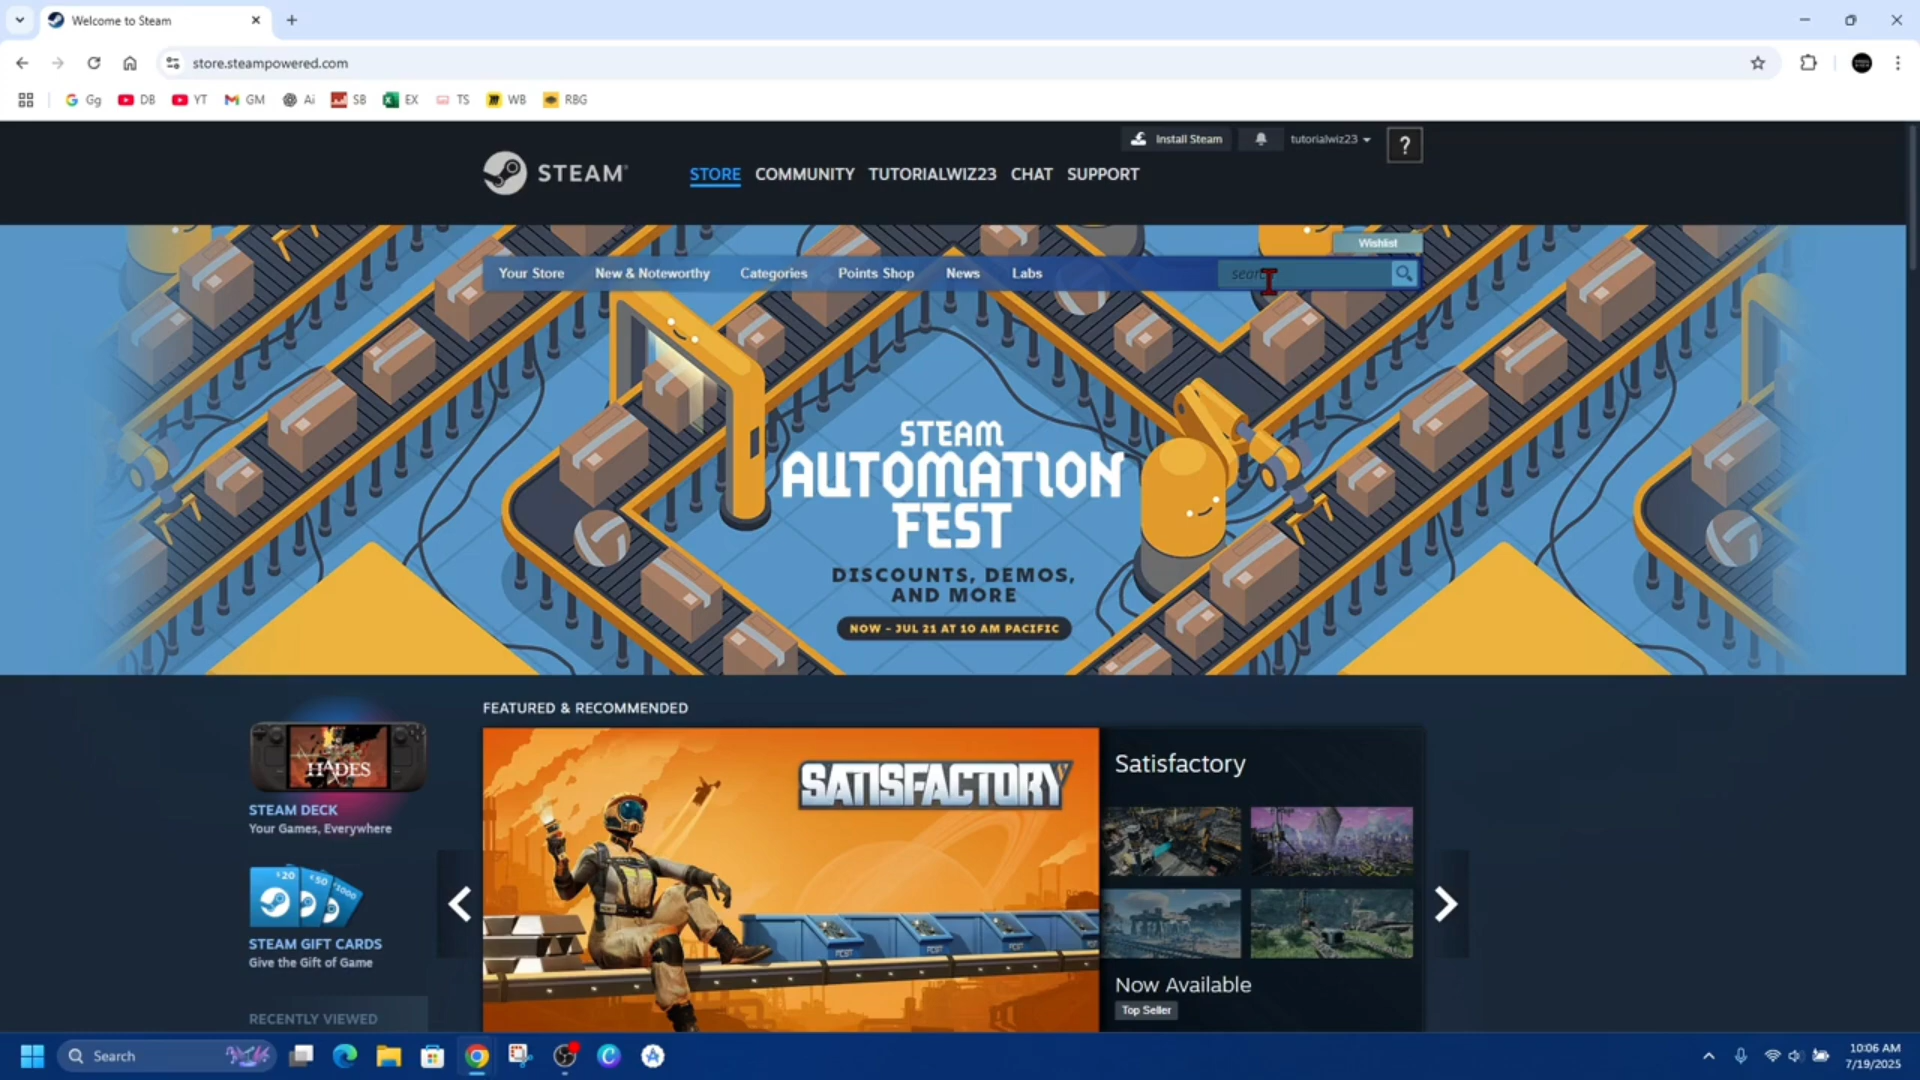 Welcome to Steam
store.steampowered.com
Gg DB YT GM Ai SB EX TS WB RBG
Install Steam tutorialwiz23 ?
STEAM® STORE COMMUNITY TUTORIALWIZ23 CHAT SUPPORT
Wishlist
Your Store New & Noteworthy Categories Points Shop News Labs
STEAM
AUTOMATION
FEST
DISCOUNTS, DEMOS,
AND MORE
NOW - JUL 21 AT 10 AM PACIFIC
FEATURED & RECOMMENDED
HADES
STEAM DECK
Your Games, Everywhere
$20 €50 ¥1000
STEAM GIFT CARDS
Give the Gift of Game
RECENTLY VIEWED
SATISFACTORY
Satisfactory
Now Available
Top Seller
Search
10:06 AM
7/19/2025